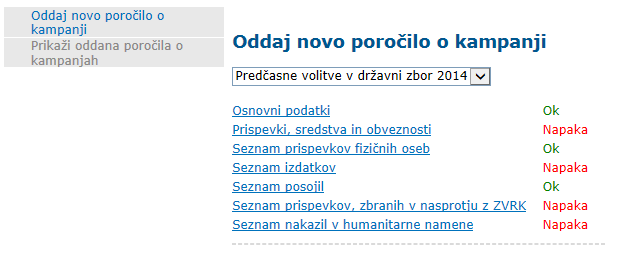 Oddaj novo poročilo o
kampanji
Prikaži oddana poročila o
kampanjah
Oddaj novo poročilo o kampanji
Predčasne volitve v državni zbor 2014
Osnovni podatki Ok
Prispevki, sredstva in obveznosti Napaka
Seznam prispevkov fizičnih oseb Ok
Seznam izdatkov Napaka
Seznam posojil Ok
Seznam prispevkov, zbranih v nasprotju z ZVRK Napaka
Seznam nakazil v humanitarne namene Napaka